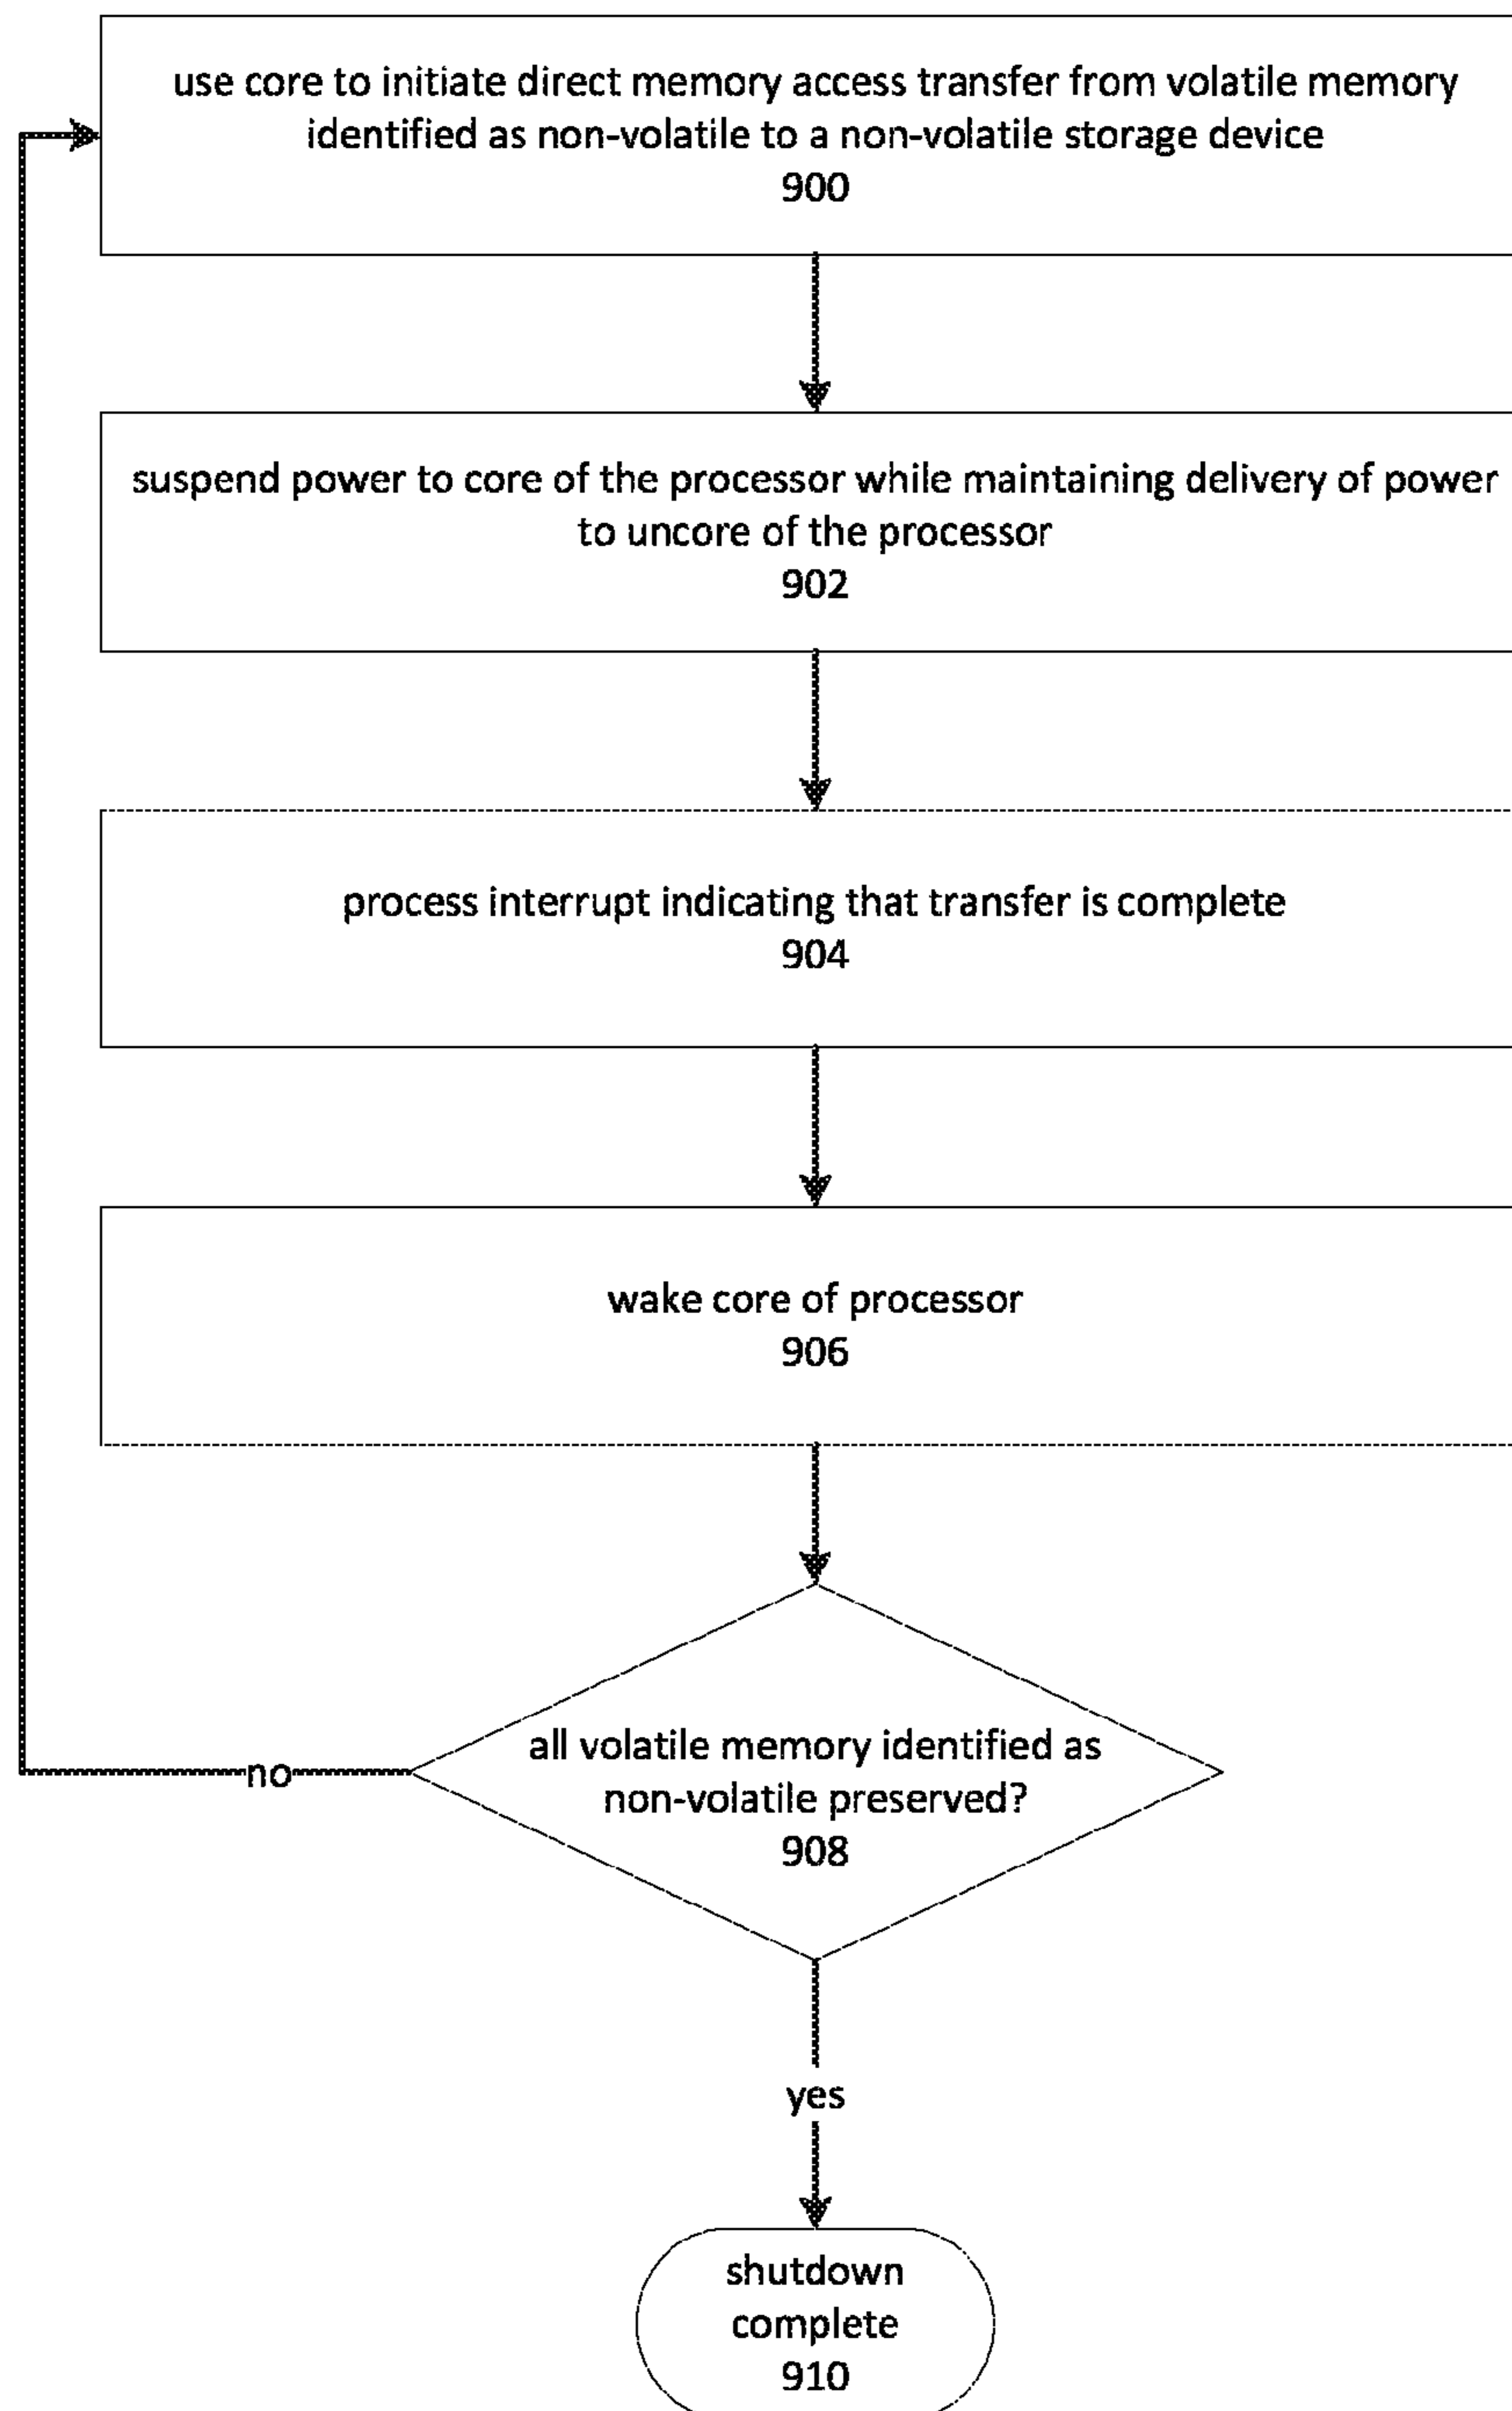 use core to initiate direct memory access transfer from volatile memory
identified as non-volatile to a non-volatile storage device
900
suspend power to core of the processor while maintaining delivery of power
to uncore of the processor
902
process interrupt indicating that transfer is complete
904
wake core of processor
906
all volatile memory identified as
non-volatile preserved?
908
no
yes
shutdown
complete
910